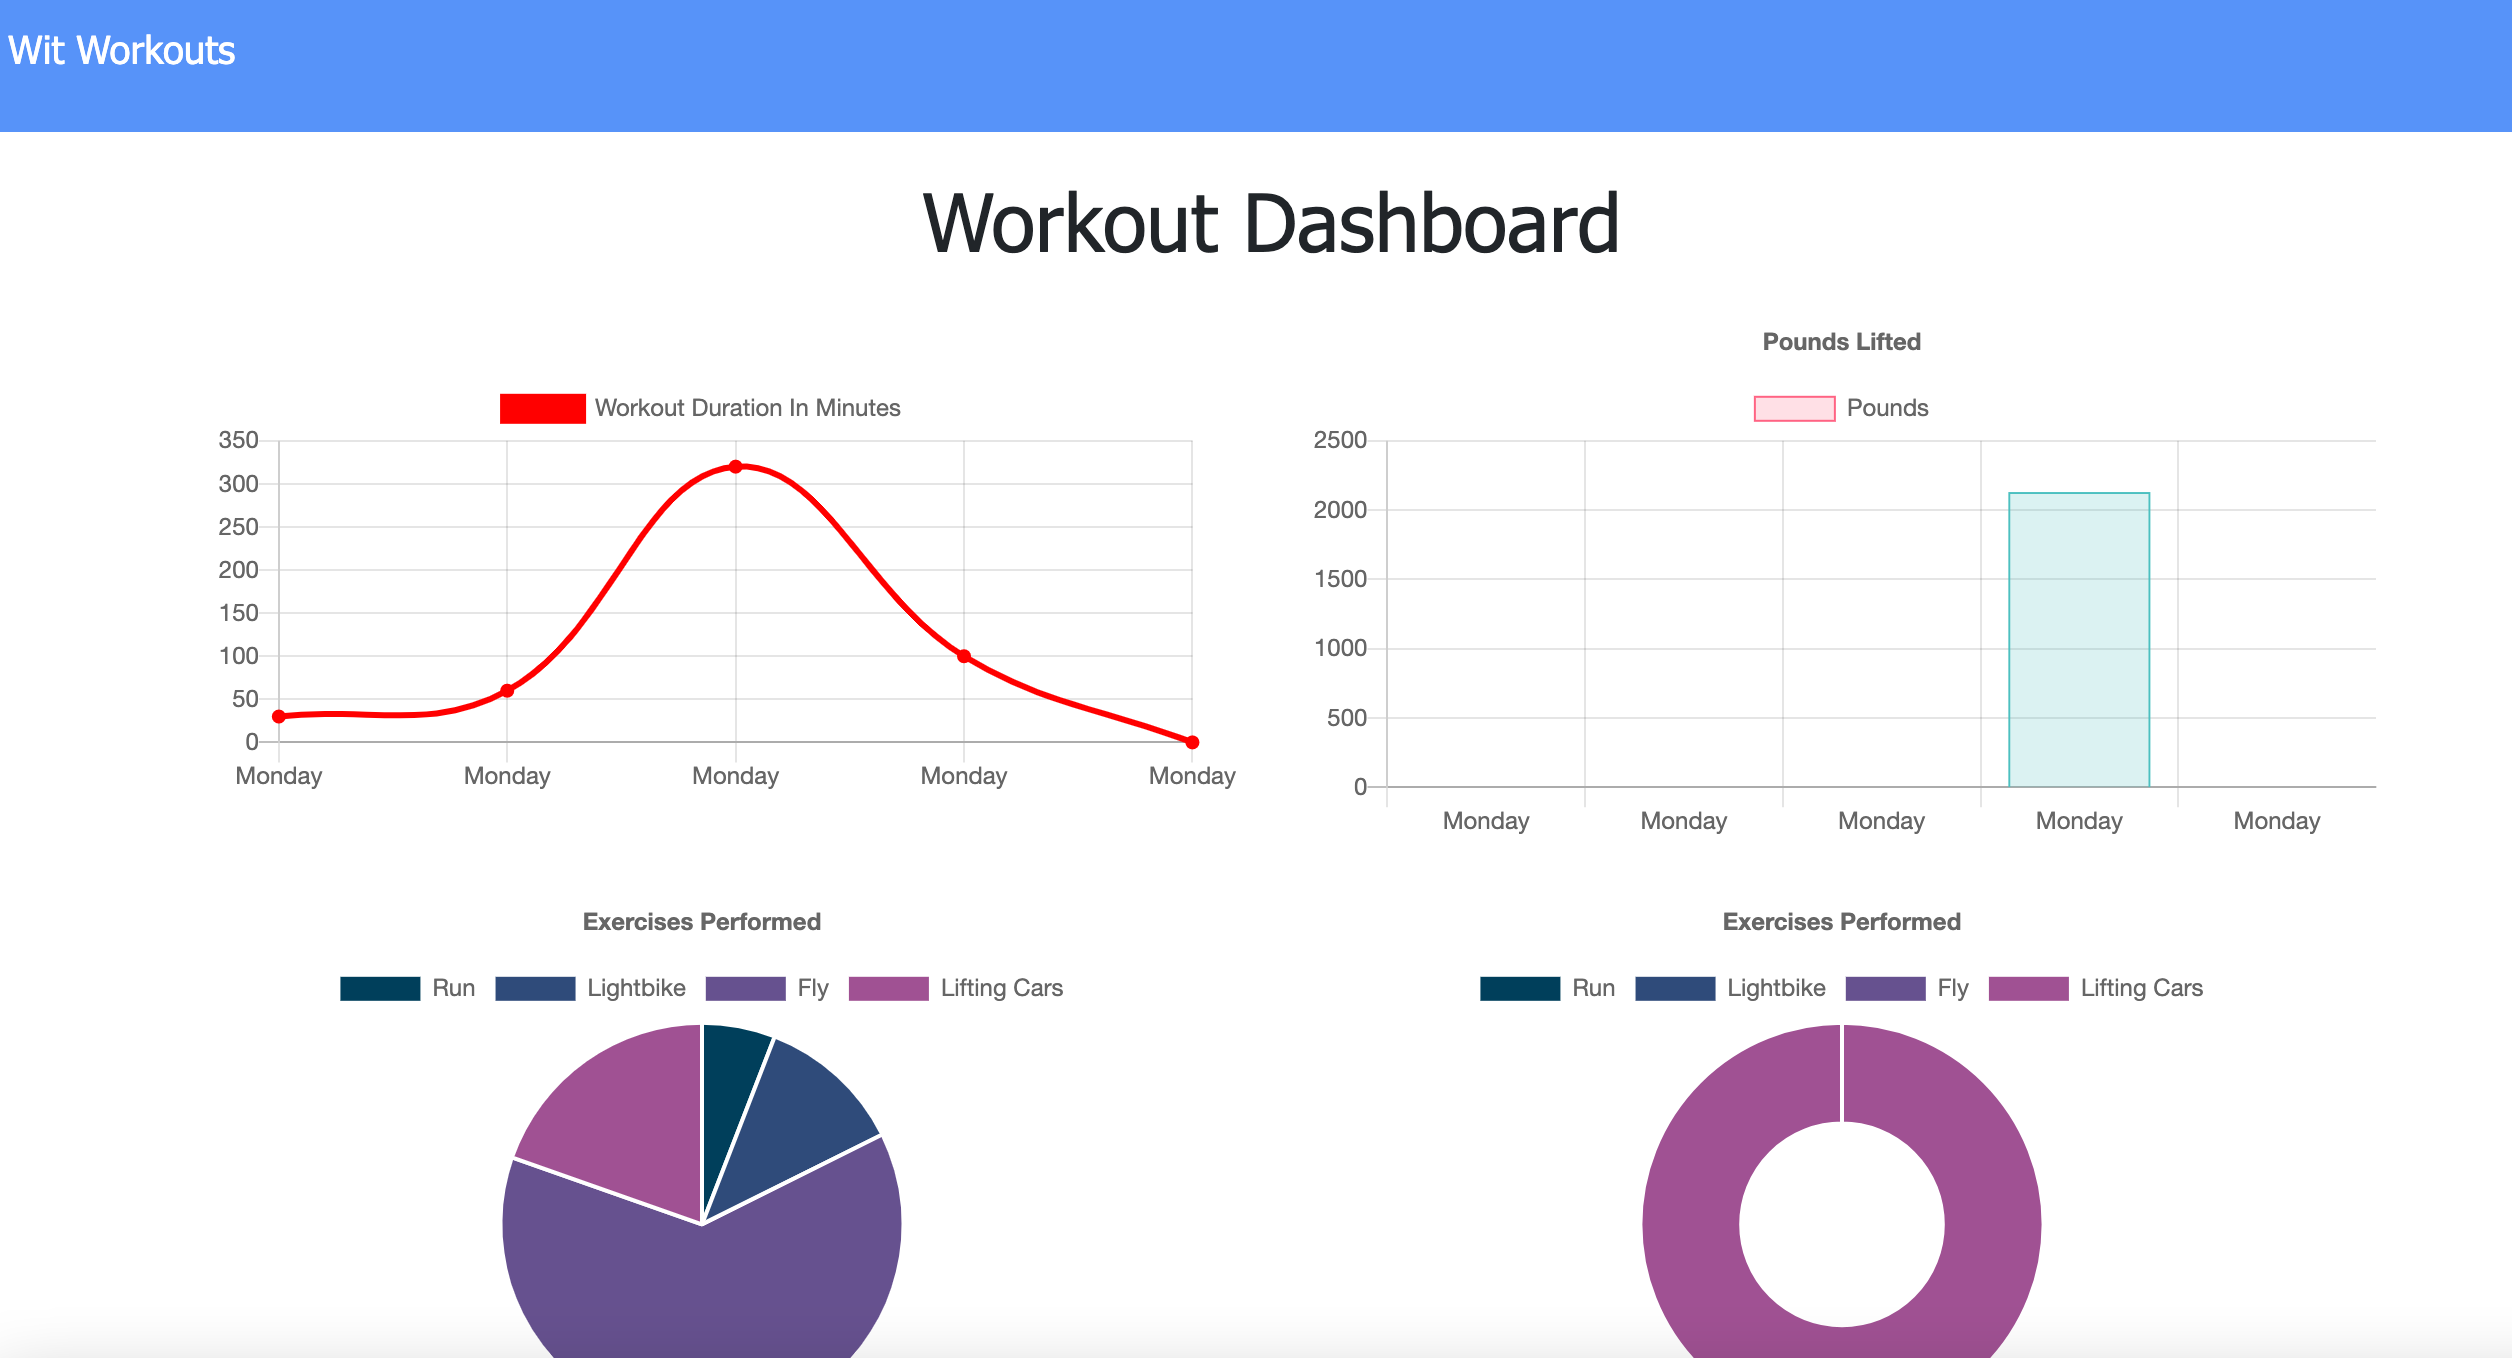 Wit Workouts
Workout Dashboard
Workout Duration In Minutes
350
300
250
200
150
100
50
0
Monday Monday Monday Monday Monday
Pounds Lifted
Pounds
2500
2000
1500
1000
500
0
Monday Monday Monday Monday Monday
Exercises Performed
Run Lightbike Fly Lifting Cars
Exercises Performed
Run Lightbike Fly Lifting Cars